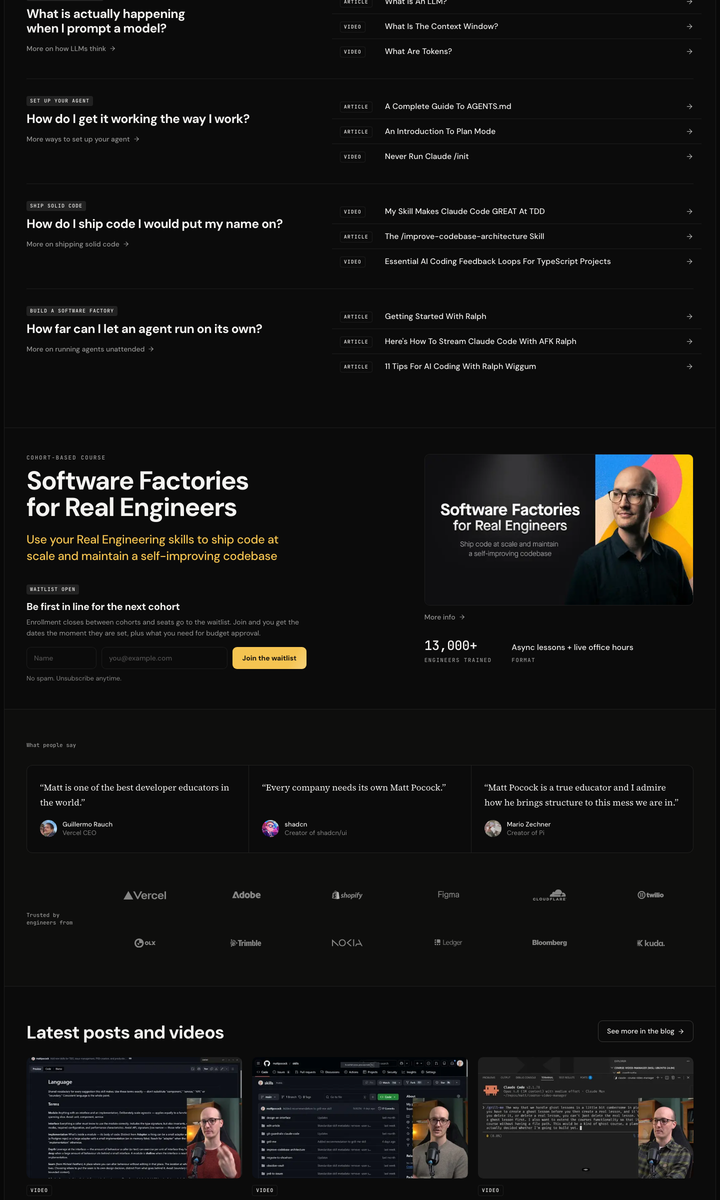 What is actually happening
when I prompt a model?
More on how LLMs think →
ARTICLE What Is An LLM?
VIDEO What Is The Context Window? →
VIDEO What Are Tokens? →
SET UP YOUR AGENT
How do I get it working the way I work?
More ways to set up your agent →
ARTICLE A Complete Guide To AGENTS.md →
ARTICLE An Introduction To Plan Mode →
VIDEO Never Run Claude /init →
SHIP SOLID CODE
How do I ship code I would put my name on?
More on shipping solid code →
VIDEO My Skill Makes Claude Code GREAT At TDD →
ARTICLE The /improve-codebase-architecture Skill →
VIDEO Essential AI Coding Feedback Loops For TypeScript Projects →
BUILD A SOFTWARE FACTORY
How far can I let an agent run on its own?
More on running agents unattended →
ARTICLE Getting Started With Ralph →
ARTICLE Here's How To Stream Claude Code With AFK Ralph →
ARTICLE 11 Tips For AI Coding With Ralph Wiggum →
COHORT-BASED COURSE
Software Factories
for Real Engineers
Use your Real Engineering skills to ship code at
scale and maintain a self-improving codebase
WAITLIST OPEN
Be first in line for the next cohort
Enrollment closes between cohorts and seats go to the waitlist. Join and you get the
dates the moment they are set, plus what you need for budget approval.
Name
you@example.com
Join the waitlist
No spam. Unsubscribe anytime.
Software Factories
for Real Engineers
Ship code at scale and maintain
a self-improving codebase
More info →
13,000+
ENGINEERS TRAINED
Async lessons + live office hours
FORMAT
What people say
“Matt is one of the best developer educators in
the world.”
Guillermo Rauch
Vercel CEO
“Every company needs its own Matt Pocock.”
shadcn
Creator of shadcn/ui
“Matt Pocock is a true educator and I admire
how he brings structure to this mess we are in.”
Mario Zechner
Creator of Pi
Trusted by
engineers from
Vercel
Adobe
shopify
Figma
CLOUDFLARE
twilio
OLX
Trimble
NOKIA
Ledger
Bloomberg
kuda.
Latest posts and videos
See more in the blog →
Language
Terms
skills
Claude Code
VIDEO
VIDEO
VIDEO